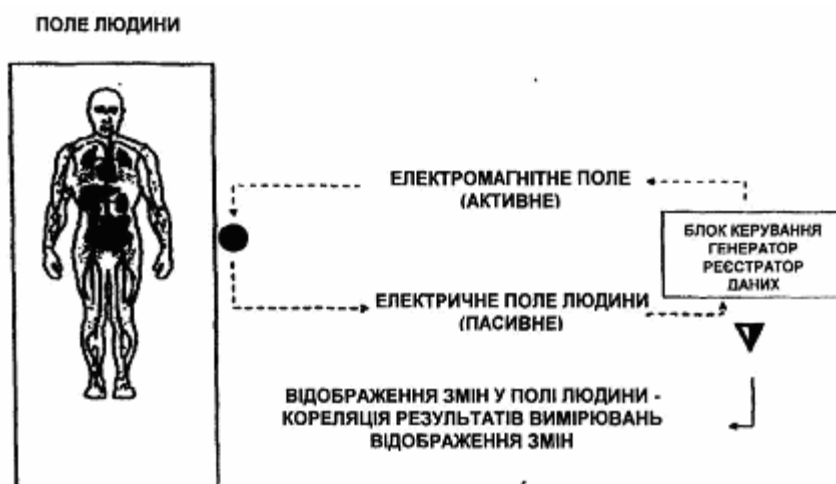 ПОЛЕ ЛЮДИНИ
ЕЛЕКТРОМАГНІТНЕ ПОЛЕ
(АКТИВНЕ)
БЛОК КЕРУВАННЯ
ГЕНЕРАТОР
РЕЄСТРАТОР
ДАНИХ
ЕЛЕКТРИЧНЕ ПОЛЕ ЛЮДИНИ
(ПАСИВНЕ)
ВІДОБРАЖЕННЯ ЗМІН У ПОЛІ ЛЮДИНИ -
КОРЕЛЯЦІЯ РЕЗУЛЬТАТІВ ВИМІРЮВАНЬ
ВІДОБРАЖЕННЯ ЗМІН